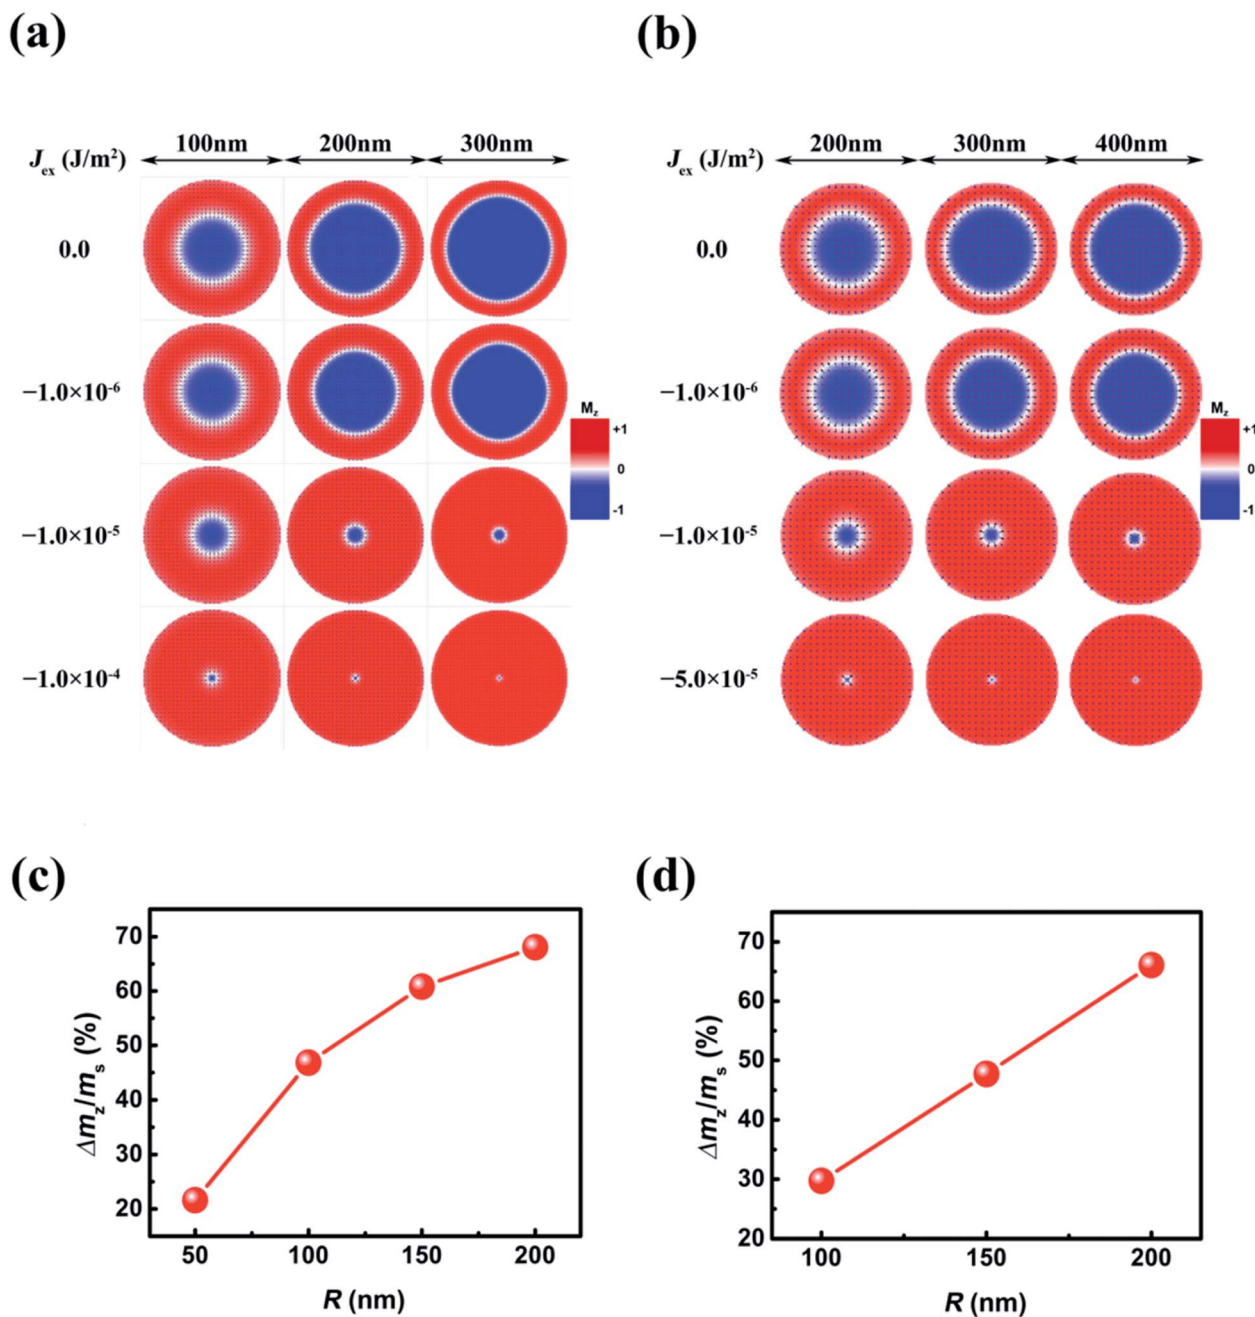 (a)
(b)
100nm 200nm 300nm
J_ex (J/m²)
0.0
−1.0×10⁻⁶
−1.0×10⁻⁵
−1.0×10⁻⁴
M_z
+1
0
-1
200nm 300nm 400nm
J_ex (J/m²)
0.0
−1.0×10⁻⁶
−1.0×10⁻⁵
−5.0×10⁻⁵
M_z
+1
0
-1
(c)
Δm_z/m_s (%)
70
60
50
40
30
20
50 100 150 200
R (nm)
(d)
Δm_z/m_s (%)
70
60
50
40
30
20
100 150 200
R (nm)